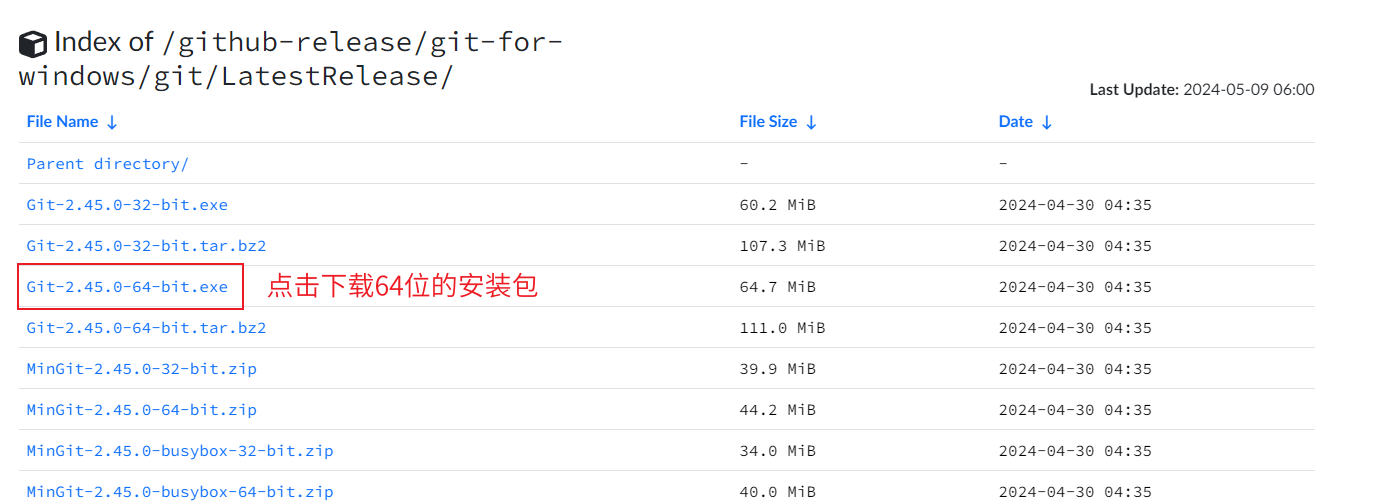 Index of /github-release/git-for-
windows/git/LatestRelease/
Last Update: 2024-05-09 06:00
File Name ↓ File Size ↓ Date ↓
Parent directory/ - -
Git-2.45.0-32-bit.exe 60.2 MiB 2024-04-30 04:35
Git-2.45.0-32-bit.tar.bz2 107.3 MiB 2024-04-30 04:35
Git-2.45.0-64-bit.exe 点击下载64位的安装包 64.7 MiB 2024-04-30 04:35
Git-2.45.0-64-bit.tar.bz2 111.0 MiB 2024-04-30 04:35
MinGit-2.45.0-32-bit.zip 39.9 MiB 2024-04-30 04:35
MinGit-2.45.0-64-bit.zip 44.2 MiB 2024-04-30 04:35
MinGit-2.45.0-busybox-32-bit.zip 34.0 MiB 2024-04-30 04:35
MinGit-2.45.0-busybox-64-bit.zip 40.0 MiB 2024-04-30 04:35